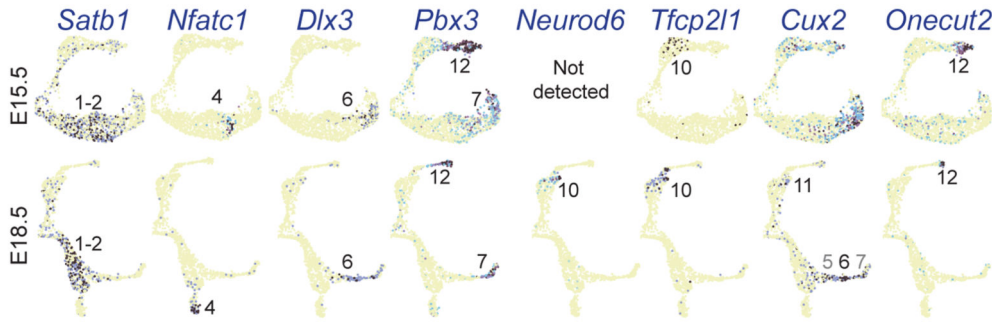 Satb1 Nfatc1 Dlx3 Pbx3 Neurod6 Tfcp2l1 Cux2 Onecut2
E15.5
1-2 4 6 12 7 Not detected 10 12
E18.5
1-2 4 6 12 7 10 10 11 5 6 7 12